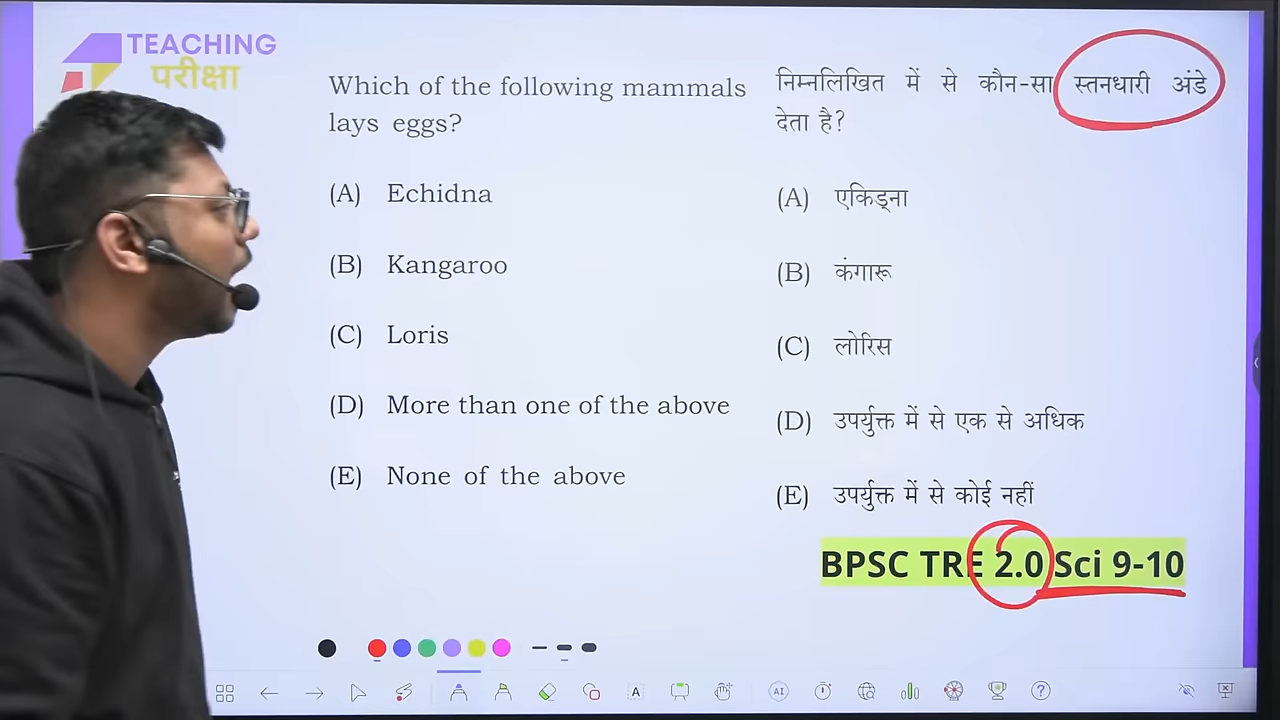 TEACHING
परीक्षा
Which of the following mammals
lays eggs?
(A) Echidna
(B) Kangaroo
(C) Loris
(D) More than one of the above
(E) None of the above
निम्नलिखित में से कौन-सा स्तनधारी अंडे
देता है?
(A) एकिड्ना
(B) कंगारू
(C) लोरिस
(D) उपर्युक्त में से एक से अधिक
(E) उपर्युक्त में से कोई नहीं
BPSC TRE 2.0 Sci 9-10
A
AI
?